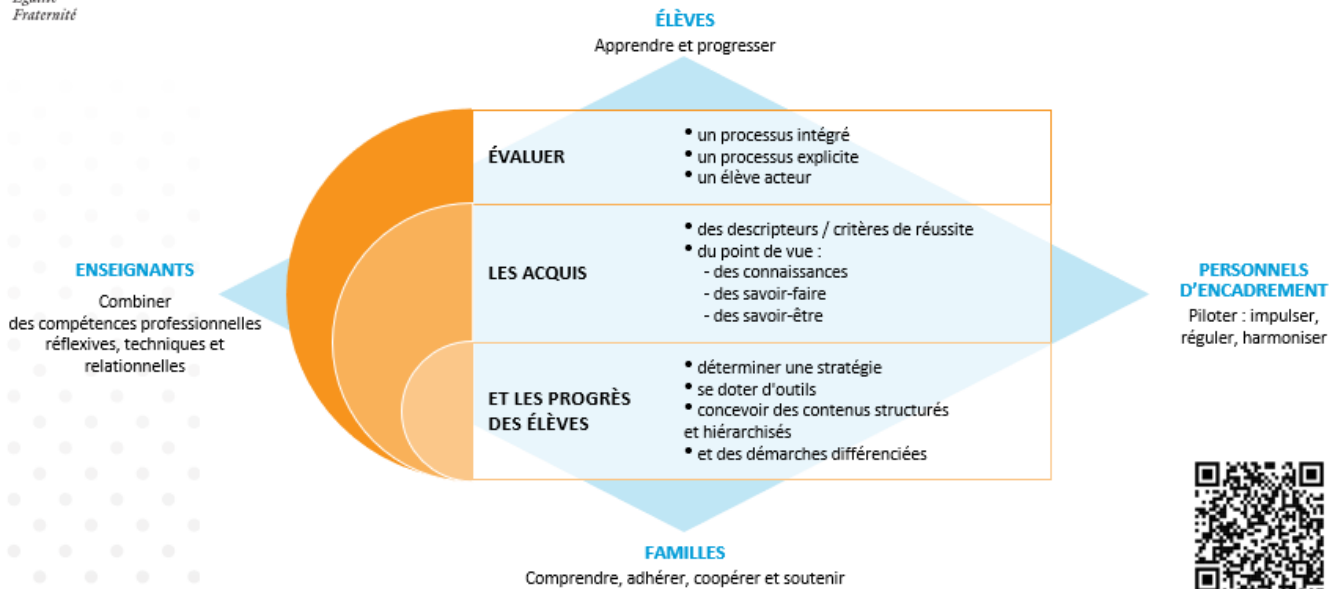 Égalité
Fraternité
ÉLÈVES
Apprendre et progresser
ÉVALUER
• un processus intégré
• un processus explicite
• un élève acteur
LES ACQUIS
• des descripteurs / critères de réussite
• du point de vue :
- des connaissances
- des savoir-faire
- des savoir-être
ET LES PROGRÈS
DES ÉLÈVES
• déterminer une stratégie
• se doter d'outils
• concevoir des contenus structurés
et hiérarchisés
• et des démarches différenciées
ENSEIGNANTS
Combiner
des compétences professionnelles
réflexives, techniques et
relationnelles
PERSONNELS
D'ENCADREMENT
Piloter : impulser,
réguler, harmoniser
FAMILLES
Comprendre, adhérer, coopérer et soutenir